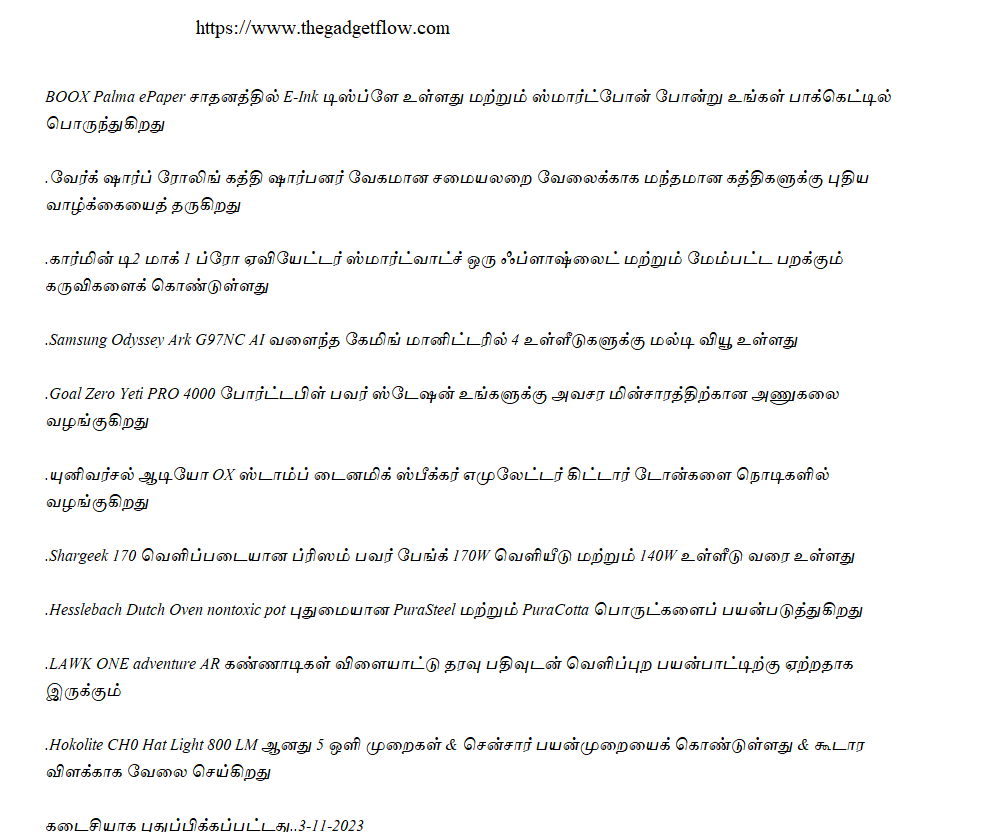 https://www.thegadgetflow.com
BOOX Palma ePaper சாதனத்தில் E-Ink டிஸ்ப்ளே உள்ளது மற்றும் ஸ்மார்ட்போன் போன்று உங்கள் பாக்கெட்டில்
பொருந்துகிறது
.வேர்க் ஷார்ப் ரோலிங் கத்தி ஷார்பனர் வேகமான சமையலறை வேலைக்காக மந்தமான கத்திகளுக்கு புதிய
வாழ்க்கையைத் தருகிறது
.கார்மின் டி2 மாக் 1 ப்ரோ ஏவியேட்டர் ஸ்மார்ட்வாட்ச் ஒரு ஃப்ளாஷ்லைட் மற்றும் மேம்பட்ட பறக்கும்
கருவிகளைக் கொண்டுள்ளது
.Samsung Odyssey Ark G97NC AI வளைந்த கேமிங் மானிட்டரில் 4 உள்ளீடுகளுக்கு மல்டி வியூ உள்ளது
.Goal Zero Yeti PRO 4000 போர்ட்டபிள் பவர் ஸ்டேஷன் உங்களுக்கு அவசர மின்சாரத்திற்கான அணுகலை
வழங்குகிறது
.யுனிவர்சல் ஆடியோ OX ஸ்டாம்ப் டைனமிக் ஸ்பீக்கர் எமுலேட்டர் கிட்டார் டோன்களை நொடிகளில்
வழங்குகிறது
.Shargeek 170 வெளிப்படையான ப்ரிஸம் பவர் பேங்க் 170W வெளியீடு மற்றும் 140W உள்ளீடு வரை உள்ளது
.Hesslebach Dutch Oven nontoxic pot புதுமையான PuraSteel மற்றும் PuraCotta பொருட்களைப் பயன்படுத்துகிறது
.LAWK ONE adventure AR கண்ணாடிகள் விளையாட்டு தரவு பதிவுடன் வெளிப்புற பயன்பாட்டிற்கு ஏற்றதாக
இருக்கும்
.Hokolite CH0 Hat Light 800 LM ஆனது 5 ஒளி முறைகள் & சென்சார் பயன்முறையைக் கொண்டுள்ளது & கூடார
விளக்காக வேலை செய்கிறது
கடைசியாக புதுப்பிக்கப்பட்டது..3-11-2023